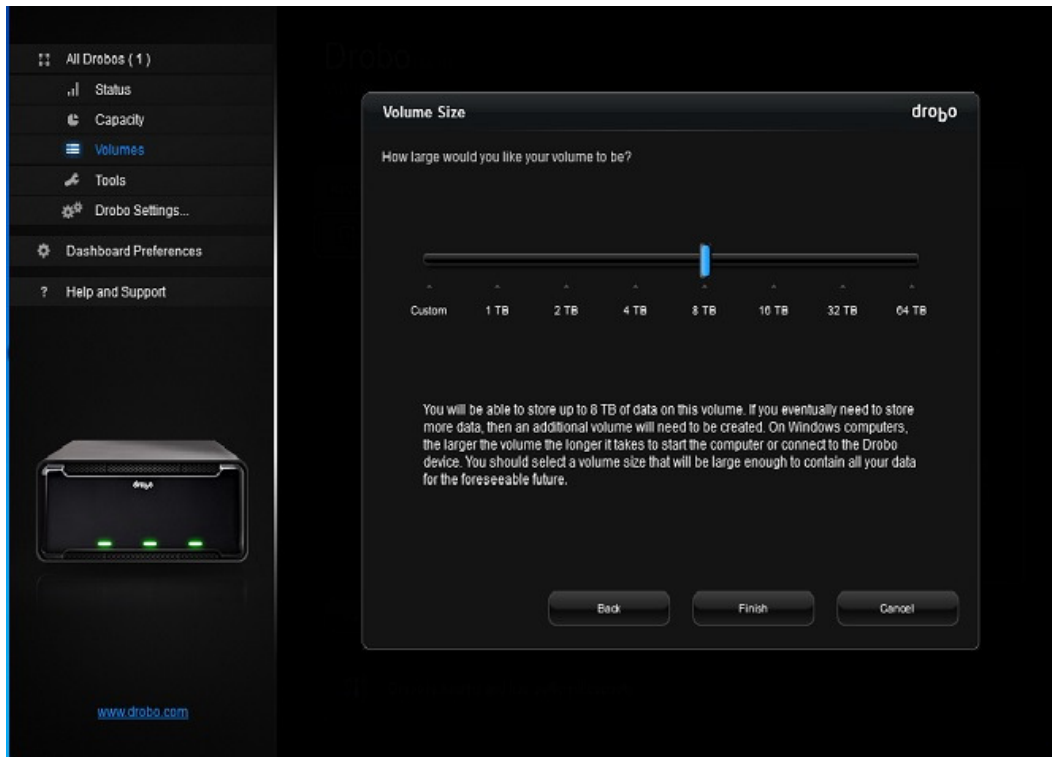 All Drobos ( 1 )
Status
Capacity
Volumes
Tools
Drobo Settings...
Dashboard Preferences
? Help and Support
drobo
www.drobo.com
Drobo
Volume Size
drobo
How large would you like your volume to be?
Custom 1 TB 2 TB 4 TB 8 TB 16 TB 32 TB 64 TB
You will be able to store up to 8 TB of data on this volume. If you eventually need to store
more data, then an additional volume will need to be created. On Windows computers,
the larger the volume the longer it takes to start the computer or connect to the Drobo
device. You should select a volume size that will be large enough to contain all your data
for the foreseeable future.
Back Finish Cancel